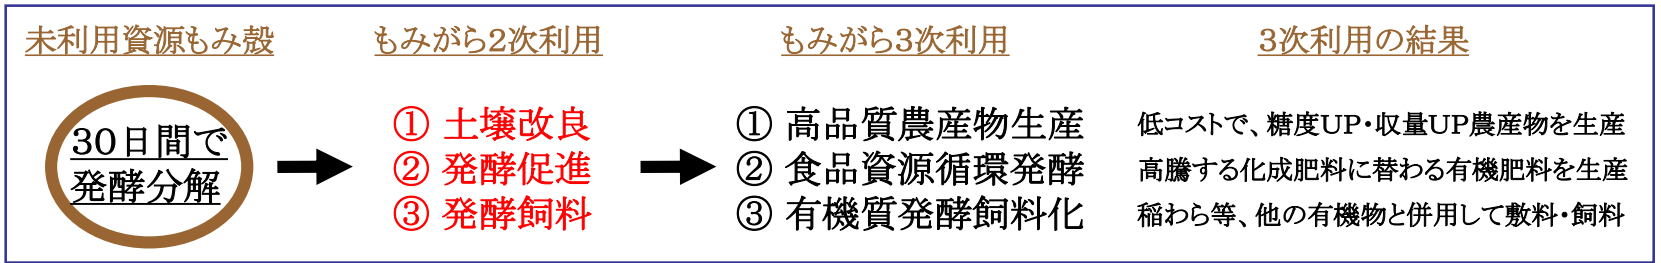 未利用資源もみ殻
30日間で
発酵分解
もみがら2次利用
① 土壌改良
② 発酵促進
③ 発酵飼料
もみがら3次利用
① 高品質農産物生産
② 食品資源循環発酵
③ 有機質発酵飼料化
3次利用の結果
低コストで、糖度UP・収量UP農産物を生産
高騰する化成肥料に替わる有機肥料を生産
稲わら等、他の有機物と併用して敷料・飼料